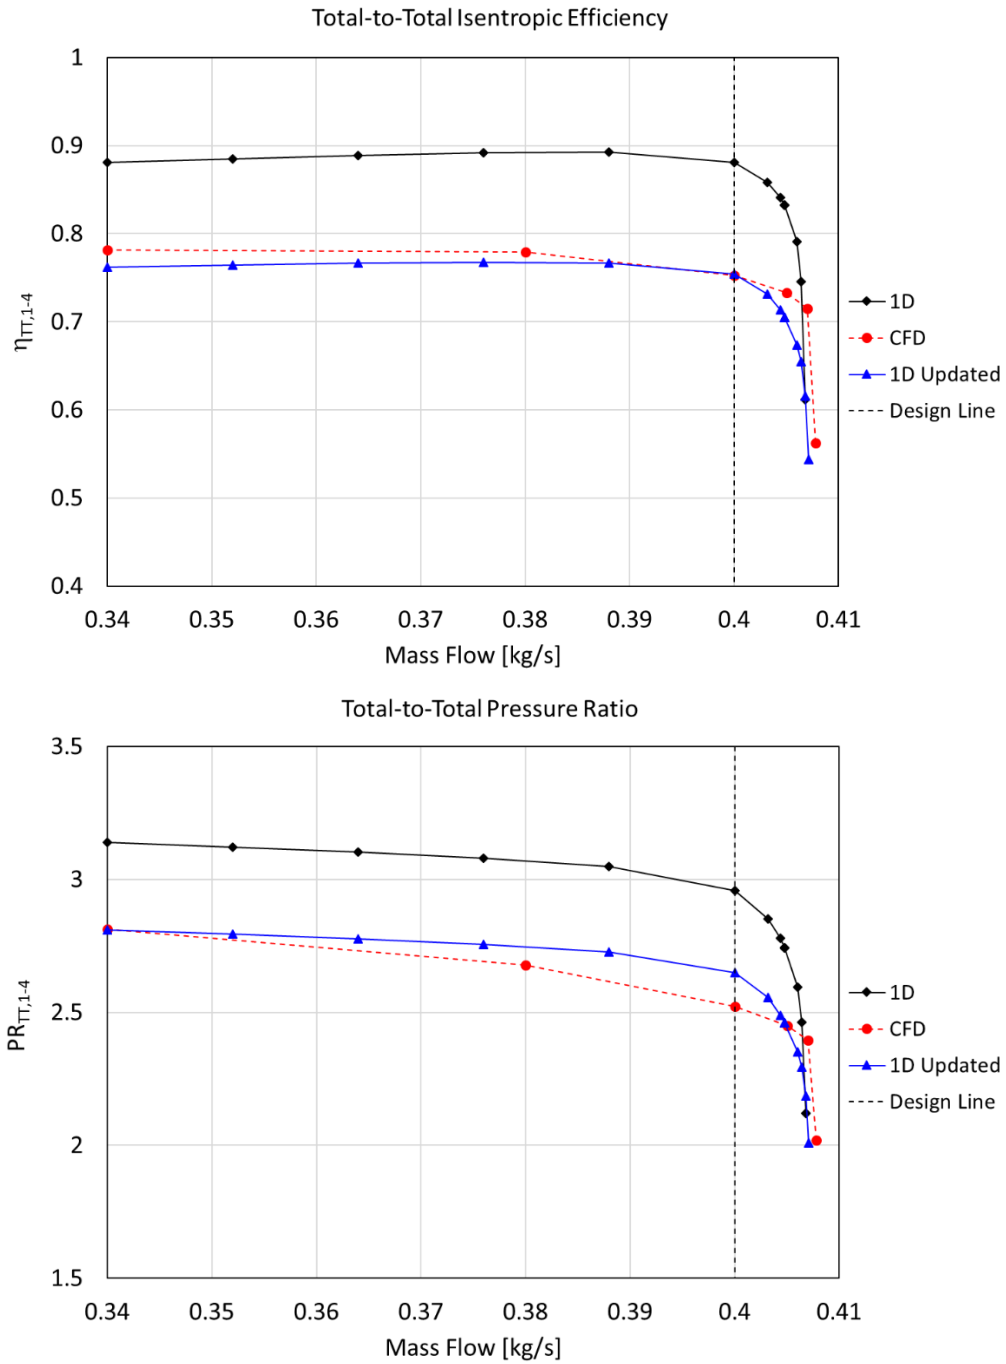 Total-to-Total Isentropic Efficiency
1
0.9
0.8
0.7
0.6
0.5
0.4
ηTT,1-4
0.34 0.35 0.36 0.37 0.38 0.39 0.4 0.41
Mass Flow [kg/s]
1D
CFD
1D Updated
Design Line
Total-to-Total Pressure Ratio
3.5
3
2.5
2
1.5
PRTT,1-4
0.34 0.35 0.36 0.37 0.38 0.39 0.4 0.41
Mass Flow [kg/s]
1D
CFD
1D Updated
Design Line